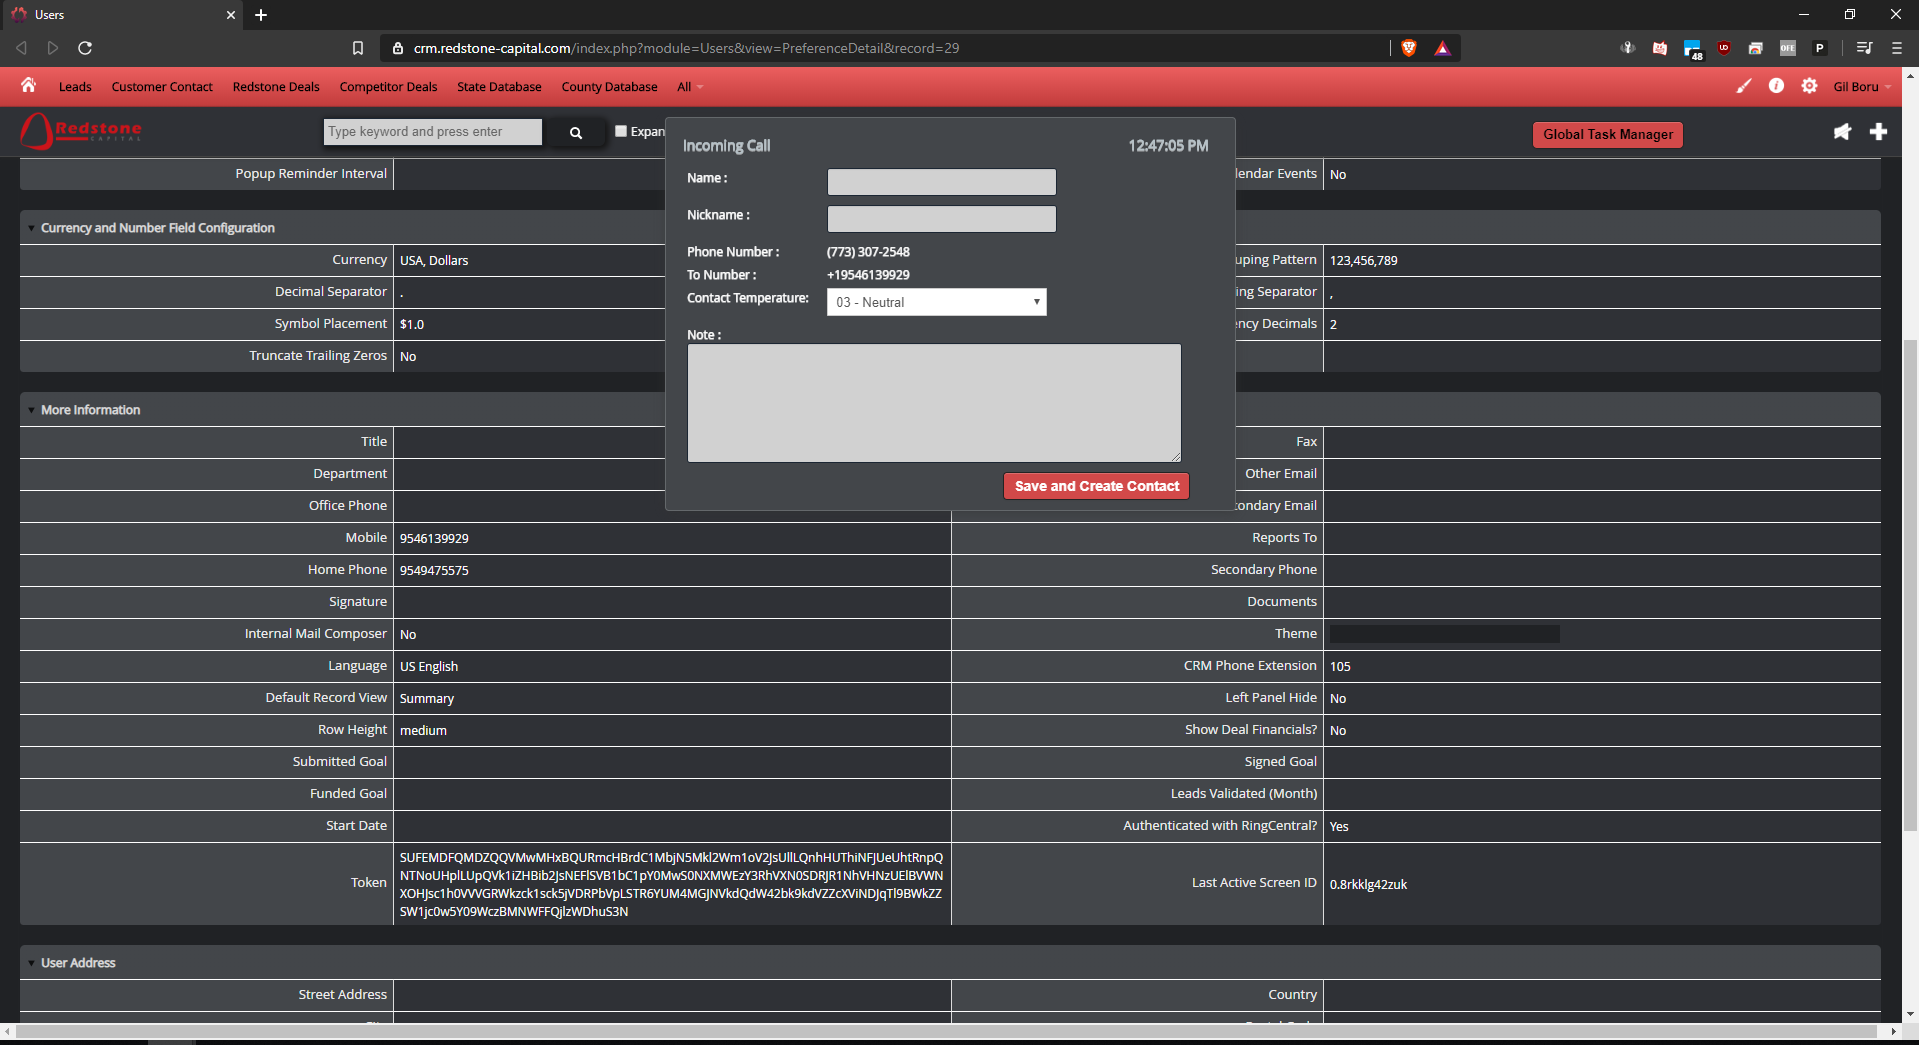 Users
crm.redstone-capital.com/index.php?module=Users&view=PreferenceDetail&record=29
48
UD
OFF
P
Leads Customer Contact Redstone Deals Competitor Deals State Database County Database All
Gil Boru
Redstone
CAPITAL
Type keyword and press enter
Expan
Global Task Manager
Incoming Call 12:47:05 PM
Name :
Nickname :
Phone Number : (773) 307-2548
To Number : +19546139929
Contact Temperature: 03 - Neutral
Note :
Save and Create Contact
Popup Reminder Interval
lendar Events No
Currency and Number Field Configuration
Currency USA, Dollars
uping Pattern 123,456,789
Decimal Separator .
ing Separator ,
Symbol Placement $1.0
ency Decimals 2
Truncate Trailing Zeros No
More Information
Title
Fax
Department
Other Email
Office Phone
condary Email
Mobile 9546139929
Reports To
Home Phone 9549475575
Secondary Phone
Signature
Documents
Internal Mail Composer No
Theme
Language US English
CRM Phone Extension 105
Default Record View Summary
Left Panel Hide No
Row Height medium
Show Deal Financials? No
Submitted Goal
Signed Goal
Funded Goal
Leads Validated (Month)
Start Date
Authenticated with RingCentral? Yes
Token
Last Active Screen ID 0.8rkklg42zuk
User Address
Street Address
Country